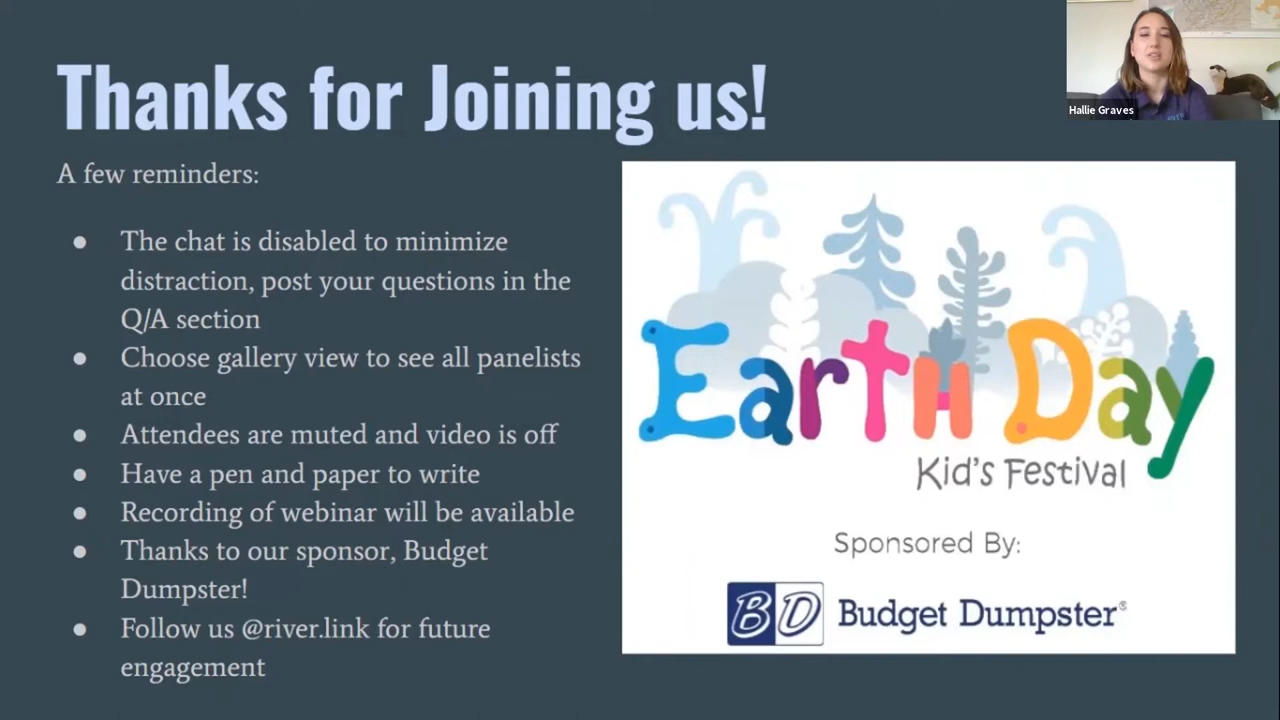 Thanks for Joining us!
Hallie Graves
A few reminders:
● The chat is disabled to minimize
distraction, post your questions in the
Q/A section
● Choose gallery view to see all panelists
at once
● Attendees are muted and video is off
● Have a pen and paper to write
● Recording of webinar will be available
● Thanks to our sponsor, Budget
Dumpster!
● Follow us @river.link for future
engagement
Earth Day
Kid's Festival
Sponsored By:
BD Budget Dumpster®